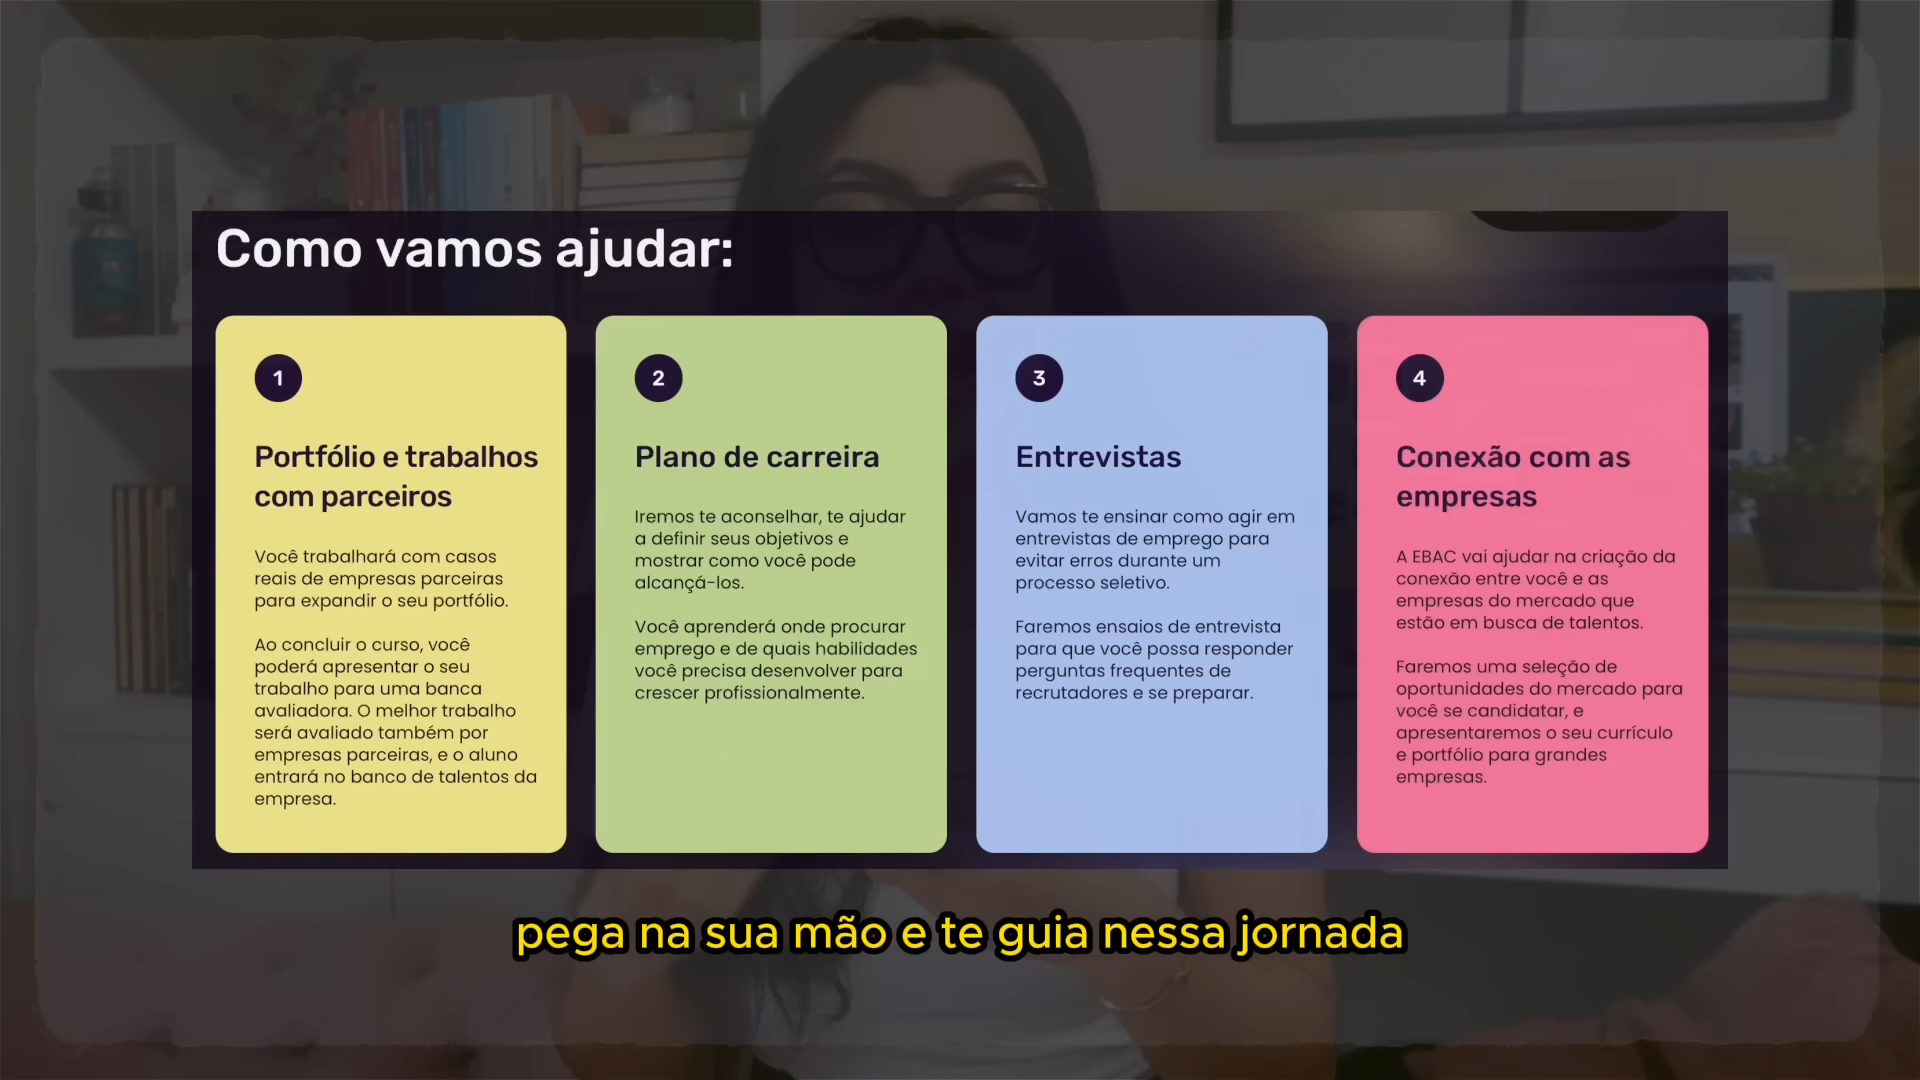 Como vamos ajudar:
1
Portfólio e trabalhos
com parceiros
Você trabalhará com casos
reais de empresas parceiras
para expandir o seu portfólio.
Ao concluir o curso, você
poderá apresentar o seu
trabalho para uma banca
avaliadora. O melhor trabalho
será avaliado também por
empresas parceiras, e o aluno
entrará no banco de talentos da
empresa.
2
Plano de carreira
Iremos te aconselhar, te ajudar
a definir seus objetivos e
mostrar como você pode
alcançá-los.
Você aprenderá onde procurar
emprego e de quais habilidades
você precisa desenvolver para
crescer profissionalmente.
3
Entrevistas
Vamos te ensinar como agir em
entrevistas de emprego para
evitar erros durante um
processo seletivo.
Faremos ensaios de entrevista
para que você possa responder
perguntas frequentes de
recrutadores e se preparar.
4
Conexão com as
empresas
A EBAC vai ajudar na criação da
conexão entre você e as
empresas do mercado que
estão em busca de talentos.
Faremos uma seleção de
oportunidades do mercado para
você se candidatar, e
apresentaremos o seu currículo
e portfólio para grandes
empresas.
pega na sua mão e te guia nessa jornada